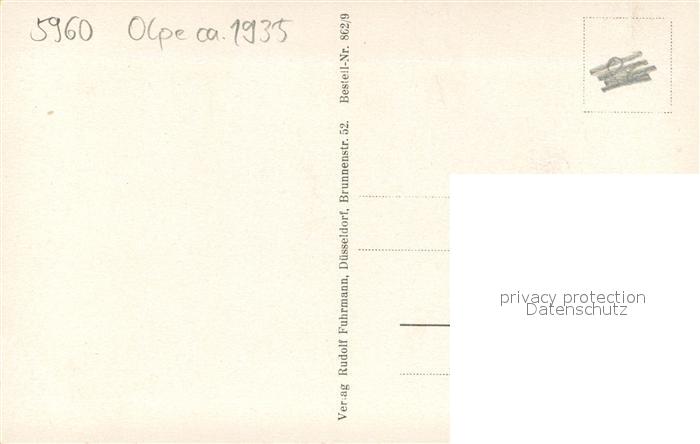 5960 Olpe ca. 1935
Verlag Rudolf Fuhrmann, Düsseldorf, Brunnenstr. 52. Bestell-Nr. 862/9
privacy protection
Datenschutz